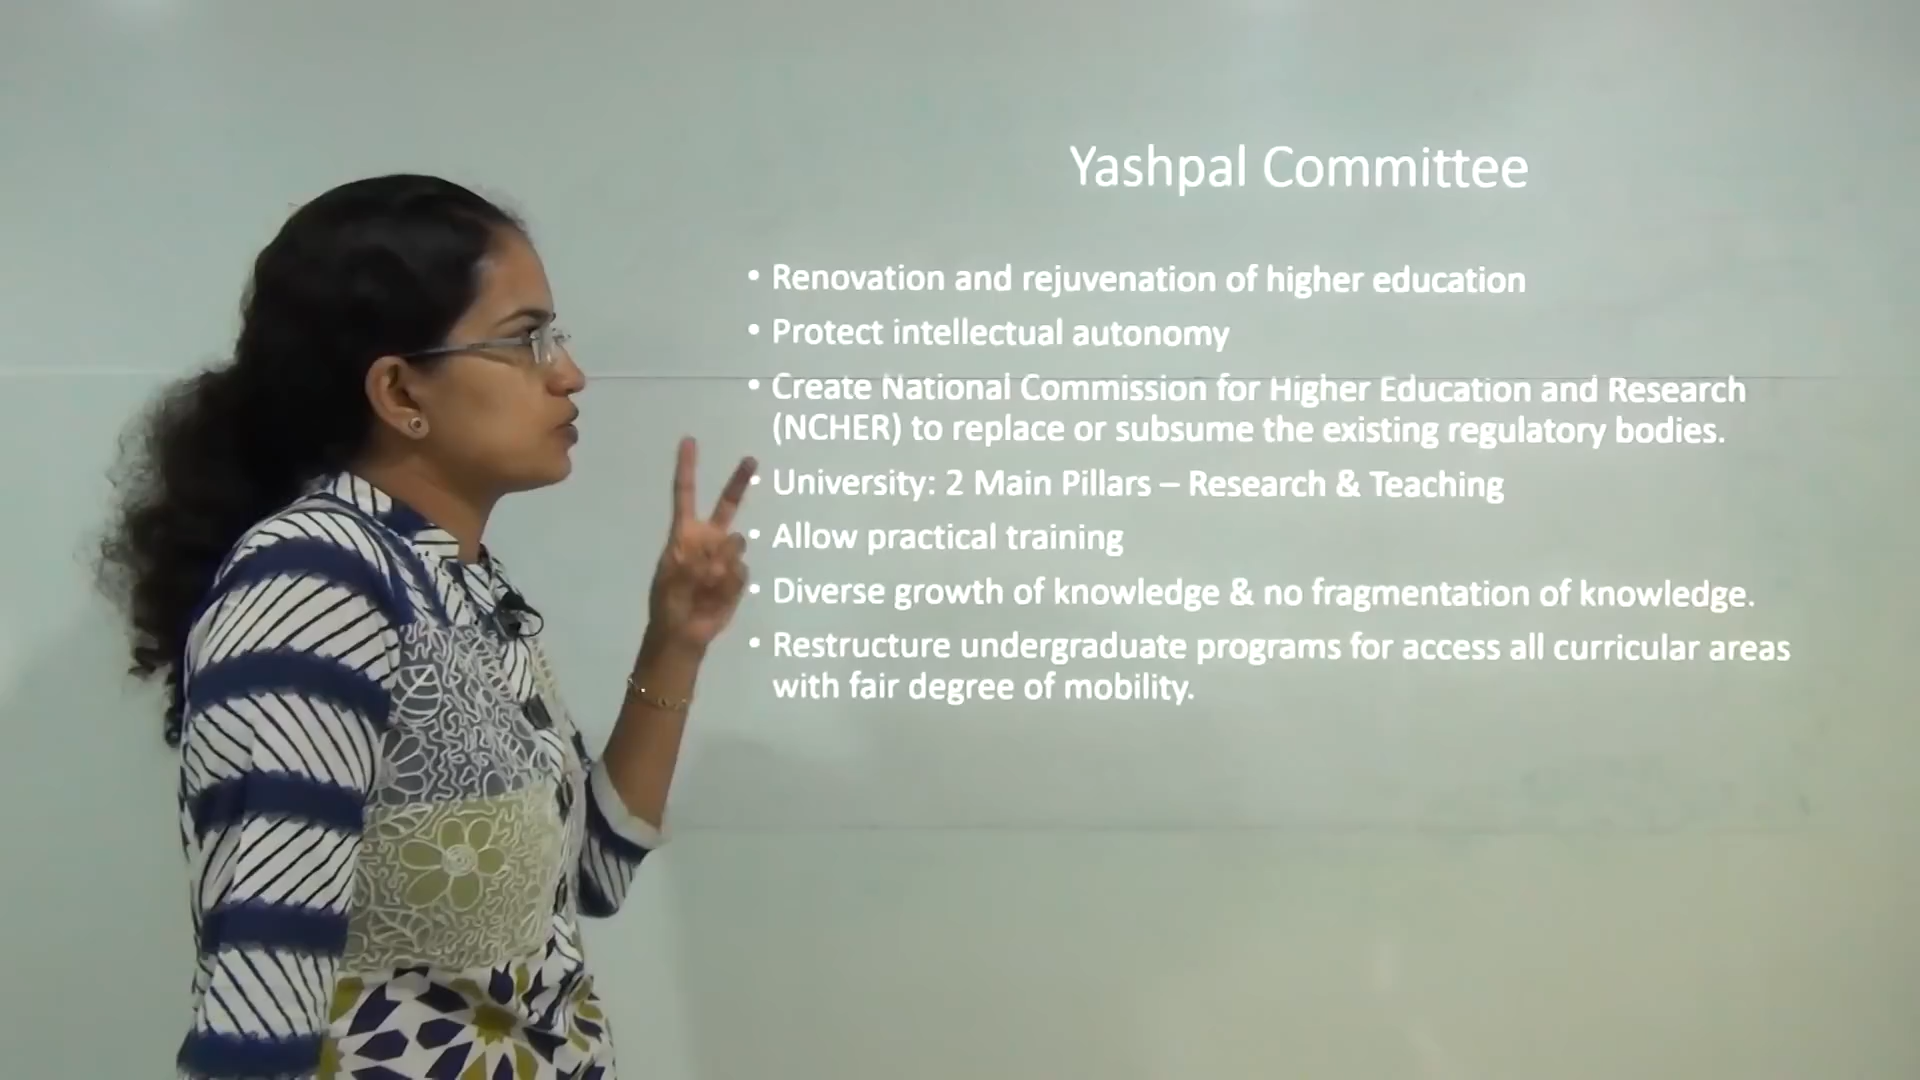 Yashpal Committee
• Renovation and rejuvenation of higher education
• Protect intellectual autonomy
• Create National Commission for Higher Education and Research
(NCHER) to replace or subsume the existing regulatory bodies.
• University: 2 Main Pillars – Research & Teaching
• Allow practical training
• Diverse growth of knowledge & no fragmentation of knowledge.
• Restructure undergraduate programs for access all curricular areas
with fair degree of mobility.